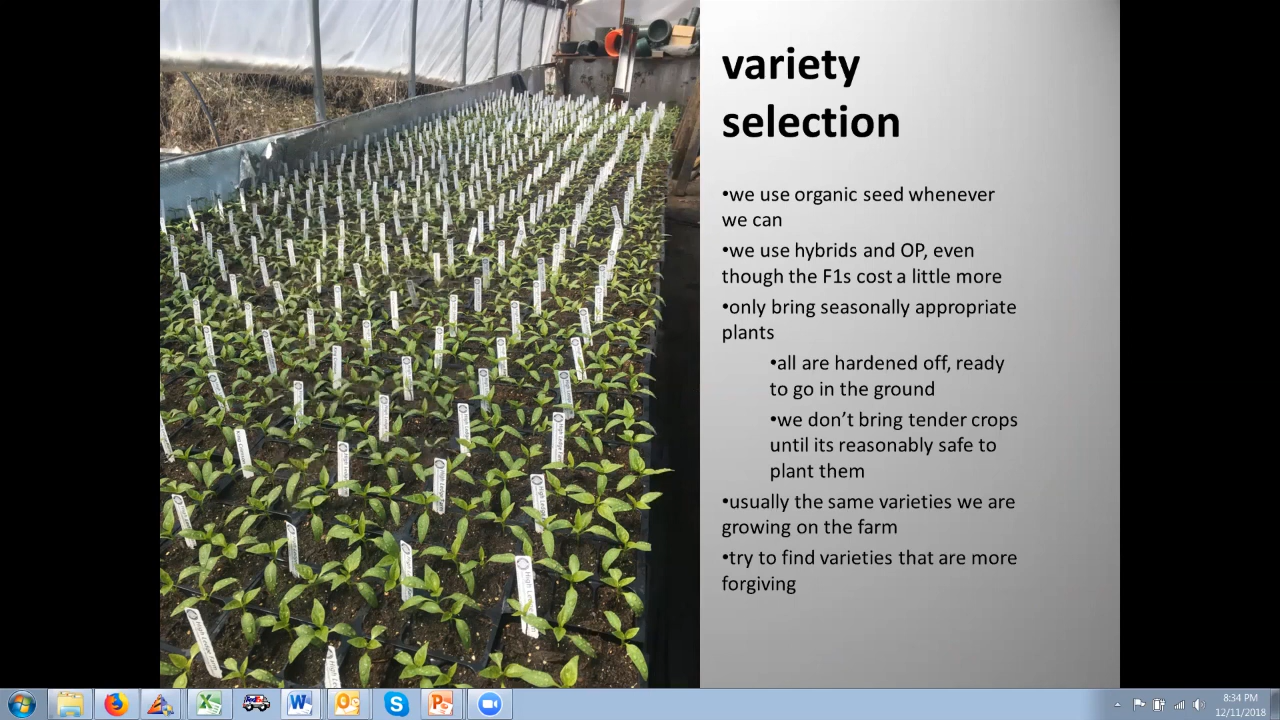 variety
selection
•we use organic seed whenever
we can
•we use hybrids and OP, even
though the F1s cost a little more
•only bring seasonally appropriate
plants
•all are hardened off, ready
to go in the ground
•we don’t bring tender crops
until its reasonably safe to
plant them
•usually the same varieties we are
growing on the farm
•try to find varieties that are more
forgiving
High Ledge Farm
8:34 PM
12/11/2018